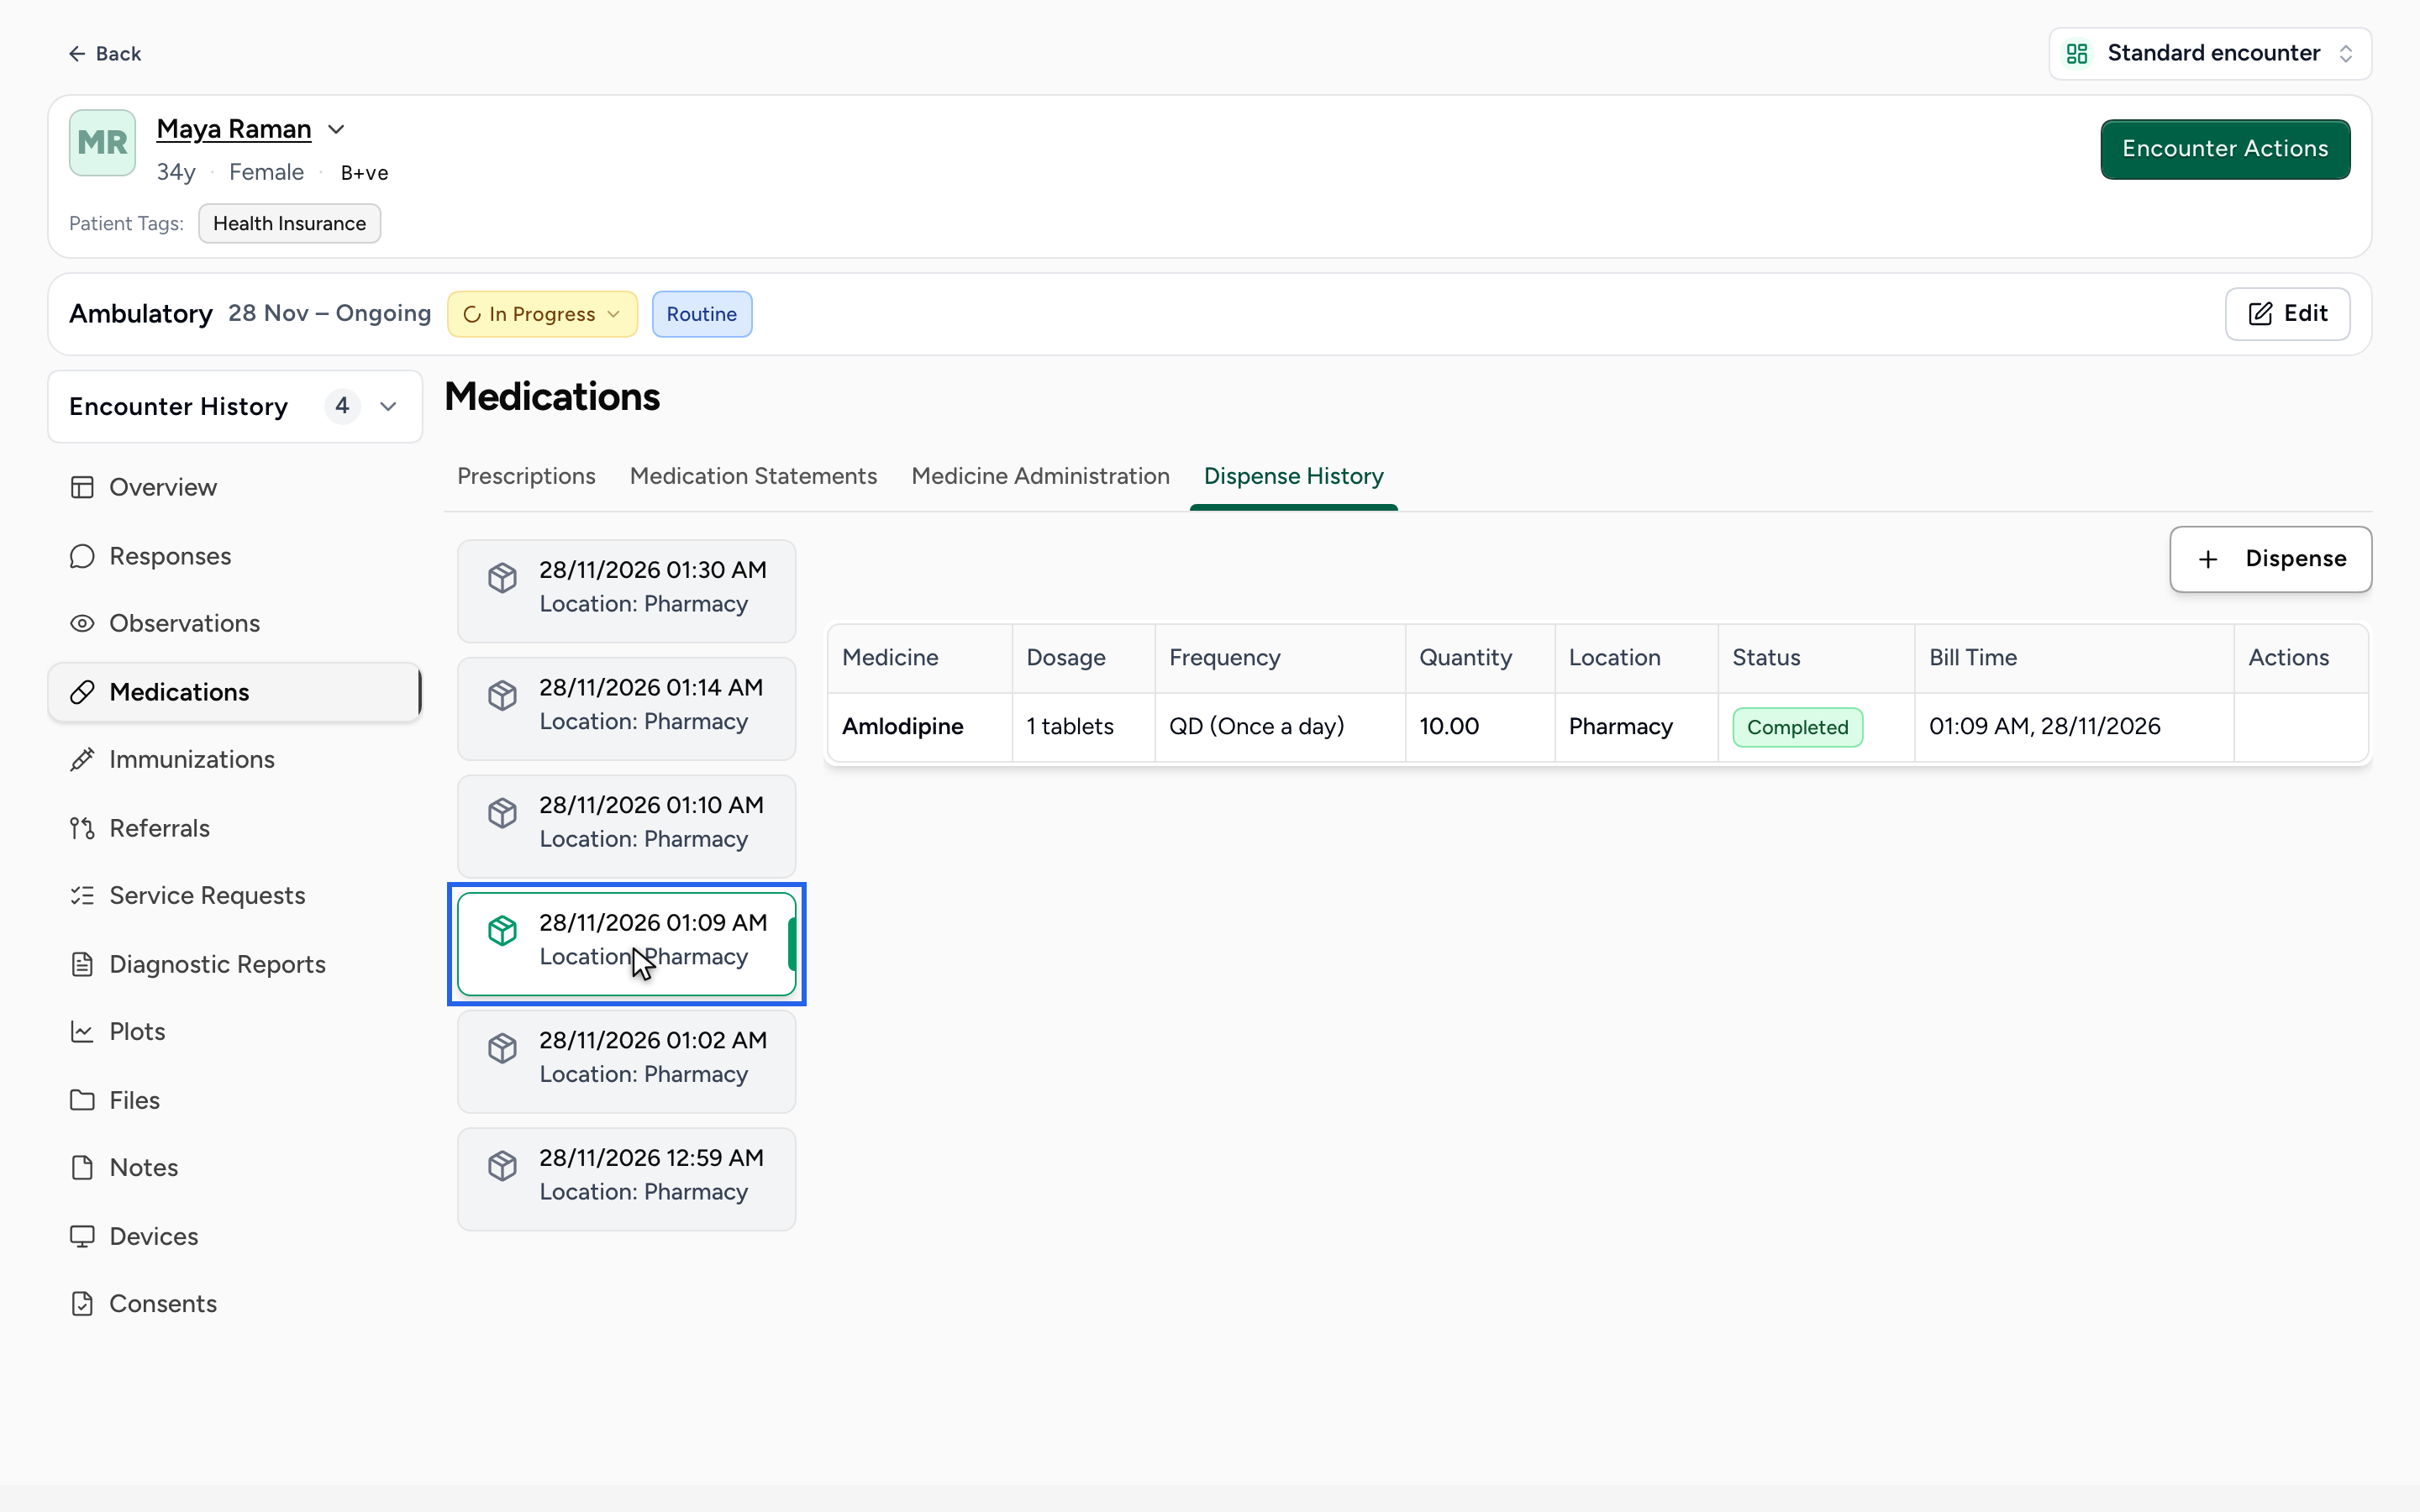 Back
Standard encounter
MR
Maya Raman
34y · Female · B+ve
Encounter Actions
Patient Tags: Health Insurance
Ambulatory 28 Nov – Ongoing In Progress Routine
Edit
Encounter History 4
Overview
Responses
Observations
Medications
Immunizations
Referrals
Service Requests
Diagnostic Reports
Plots
Files
Notes
Devices
Consents
Medications
Prescriptions Medication Statements Medicine Administration Dispense History
28/11/2026 01:30 AM
Location: Pharmacy
28/11/2026 01:14 AM
Location: Pharmacy
28/11/2026 01:10 AM
Location: Pharmacy
28/11/2026 01:09 AM
Location: Pharmacy
28/11/2026 01:02 AM
Location: Pharmacy
28/11/2026 12:59 AM
Location: Pharmacy
+ Dispense
Medicine Dosage Frequency Quantity Location Status Bill Time Actions
Amlodipine 1 tablets QD (Once a day) 10.00 Pharmacy Completed 01:09 AM, 28/11/2026